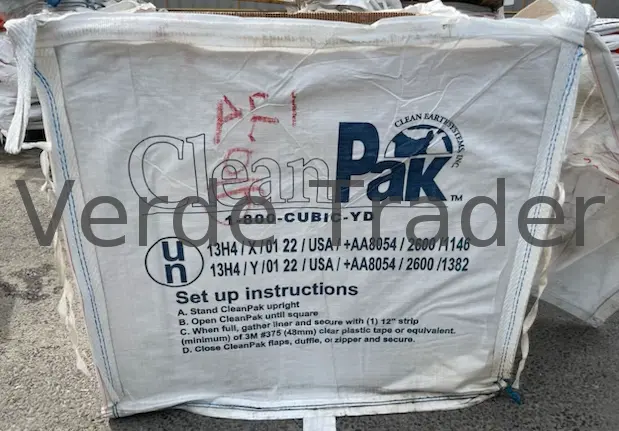 CLEAN EARTH SYSTEMS, INC.
CleanPak™
1-800-CUBIC-YD
Verde Trader
un
13H4 / X / 01 22 / USA / +AA8054 / 2600 / 1146
13H4 / Y / 01 22 / USA / +AA8054 / 2600 / 1382
Set up instructions
A. Stand CleanPak upright
B. Open CleanPak until square
C. When full, gather liner and secure with (1) 12" strip
(minimum) of 3M #375 (48mm) clear plastic tape or equivalent.
D. Close CleanPak flaps, duffle, or zipper and secure.